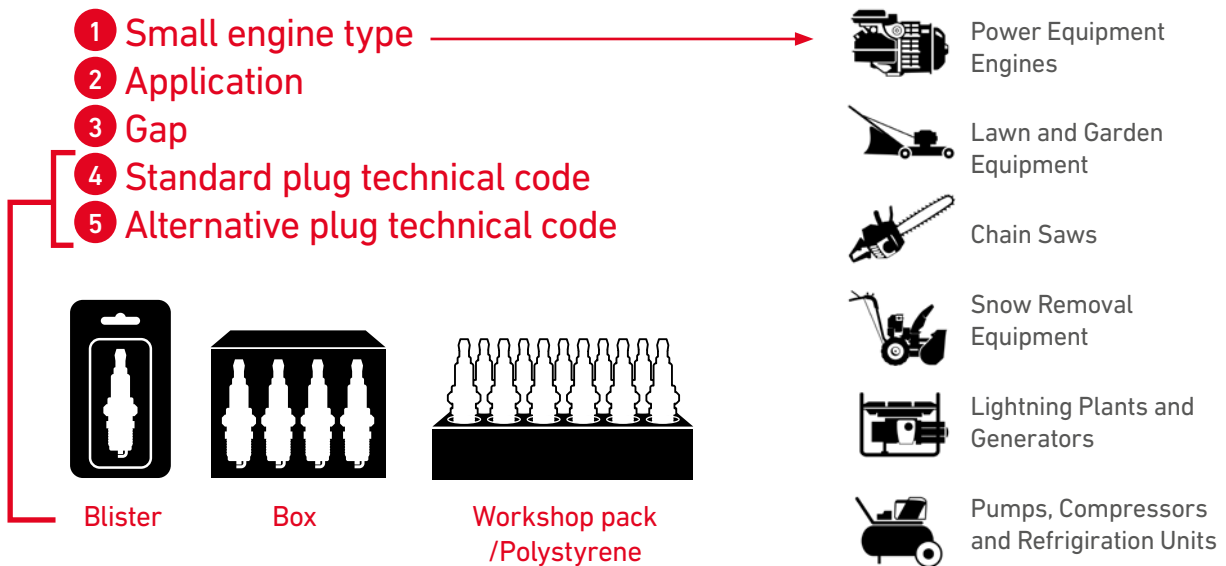 1 Small engine type
2 Application
3 Gap
4 Standard plug technical code
5 Alternative plug technical code
Blister
Box
Workshop pack
/Polystyrene
Power Equipment
Engines
Lawn and Garden
Equipment
Chain Saws
Snow Removal
Equipment
Lightning Plants and
Generators
Pumps, Compressors
and Refrigiration Units